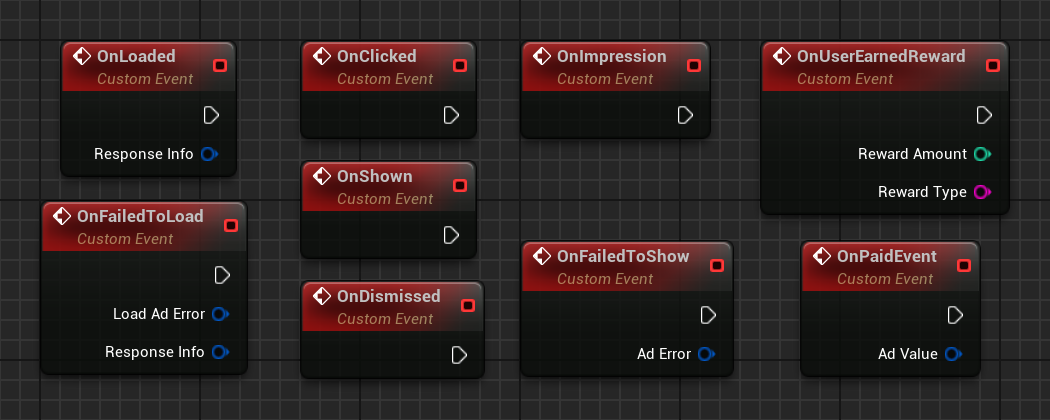 OnLoaded
Custom Event
Response Info
OnFailedToLoad
Custom Event
Load Ad Error
Response Info
OnClicked
Custom Event
OnShown
Custom Event
OnDismissed
Custom Event
OnImpression
Custom Event
OnFailedToShow
Custom Event
Ad Error
OnUserEarnedReward
Custom Event
Reward Amount
Reward Type
OnPaidEvent
Custom Event
Ad Value